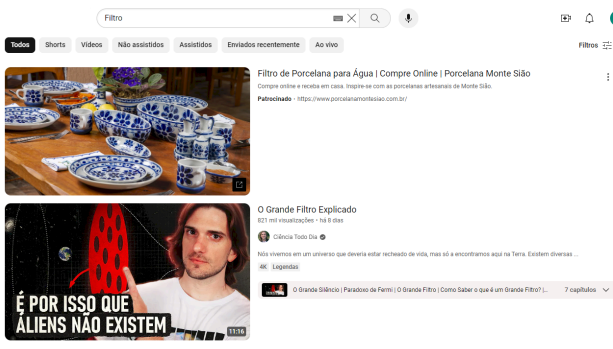 Filtro
Todos
Shorts
Vídeos
Não assistidos
Assistidos
Enviados recentemente
Ao vivo
Filtros
Filtro de Porcelana para Água | Compre Online | Porcelana Monte Sião
Compre online e receba em casa. Inspire-se com as porcelanas artesanais de Monte Sião.
Patrocinado · https://www.porcelanamontesiao.com.br/
O Grande Filtro Explicado
821 mil visualizações • há 8 dias
Ciência Todo Dia
Nós vivemos em um universo que deveria estar recheado de vida, mas só a encontramos aqui na Terra. Existem diversas ...
4K Legendas
O Grande Silêncio | Paradoxo de Fermi | O Grande Filtro | Como Saber o que é um Grande Filtro? |...
7 capítulos
É POR ISSO QUE
ALIENS NÃO EXISTEM
11:16